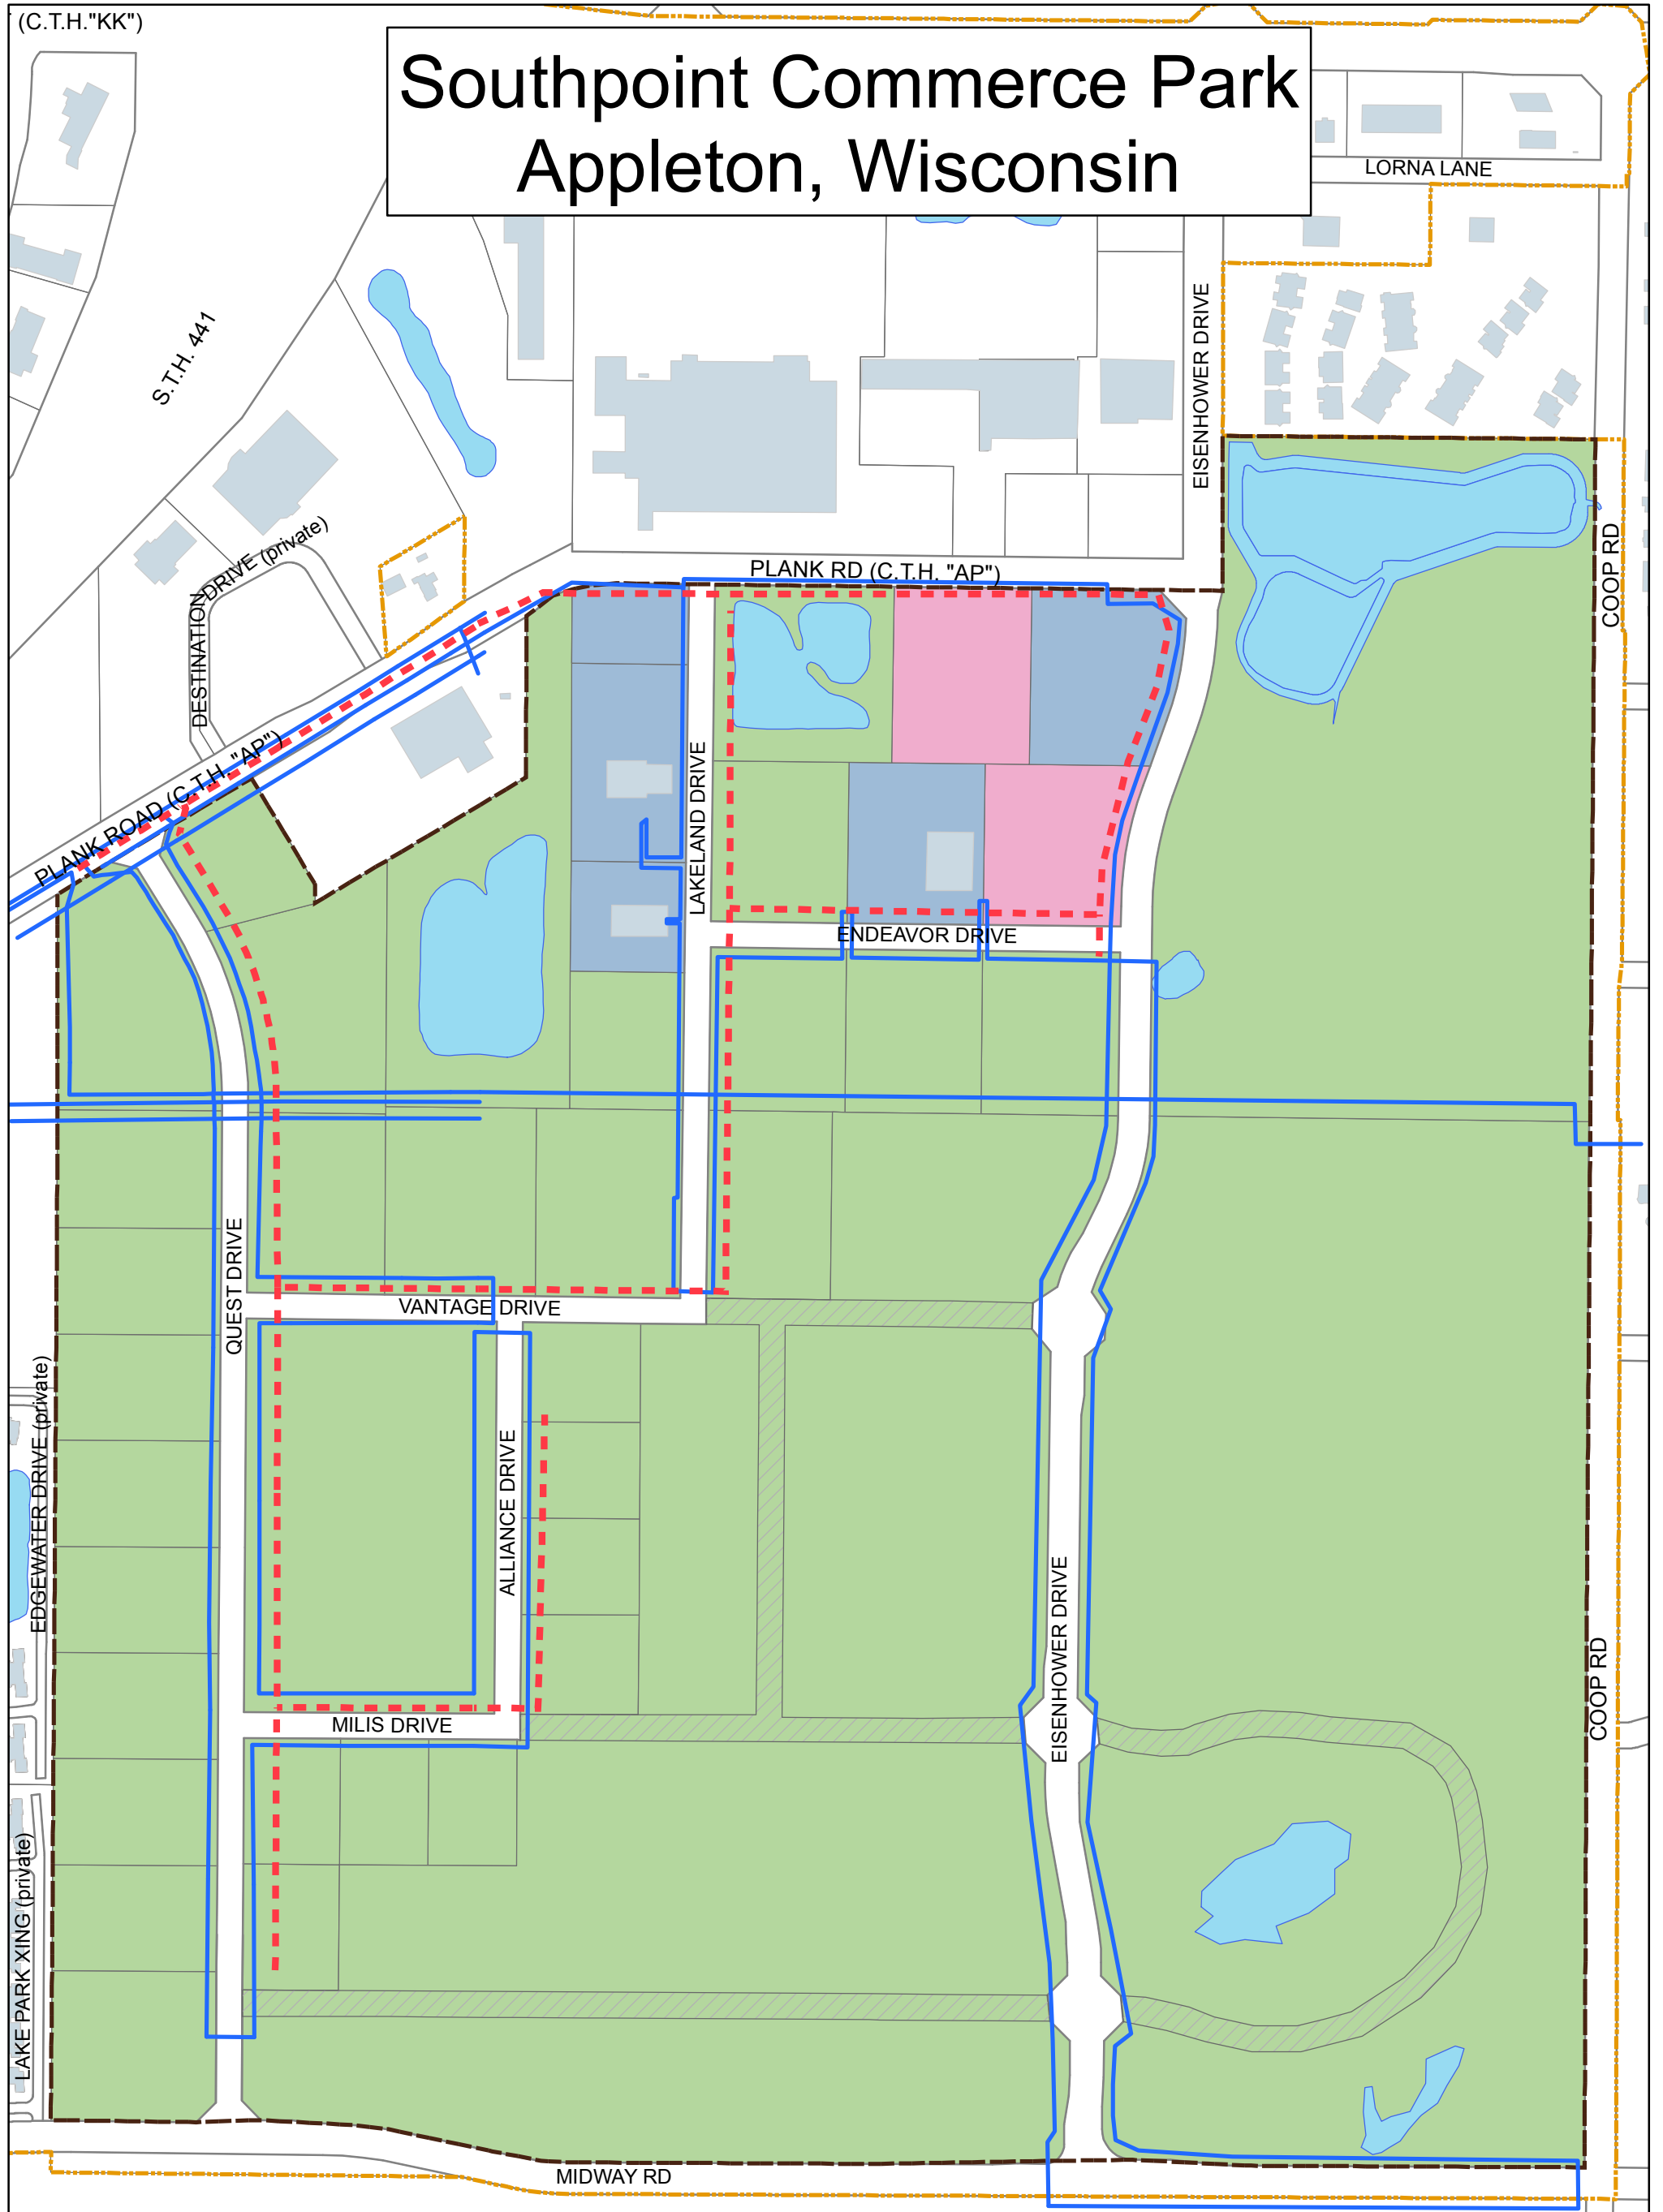 (C.T.H."KK")
Southpoint Commerce Park
Appleton, Wisconsin
LORNA LANE
S.T.H. 441
EISENHOWER DRIVE
DESTINATION
DRIVE (private)
PLANK RD (C.T.H. "AP")
COOP RD
PLANK ROAD (C.T.H. "AP")
LAKELAND DRIVE
ENDEAVOR DRIVE
QUEST DRIVE
VANTAGE DRIVE
EDGEWATER DRIVE (private)
ALLIANCE DRIVE
EISENHOWER DRIVE
COOP RD
MILIS DRIVE
LAKE PARK XING (private)
MIDWAY RD